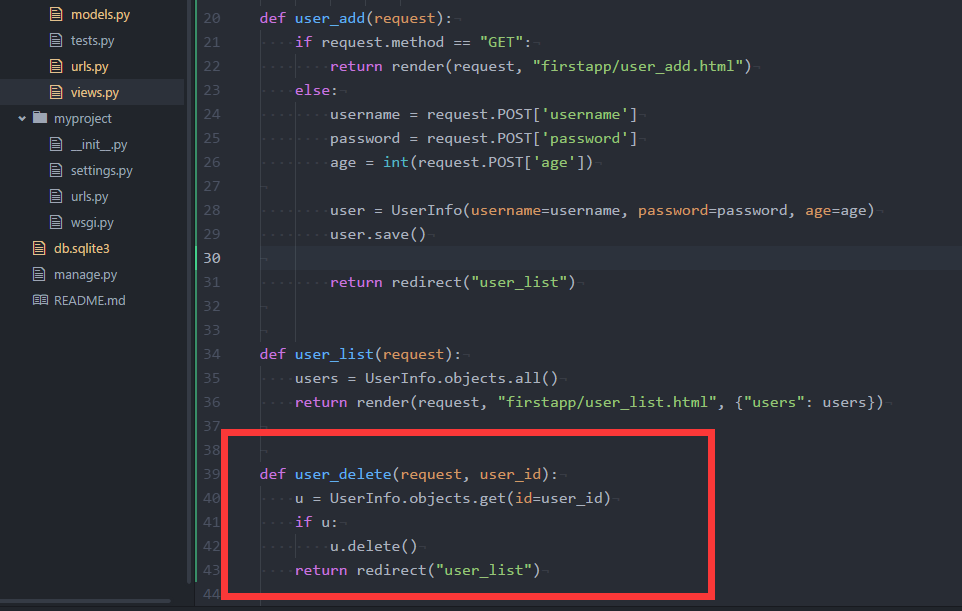 models.py
tests.py
urls.py
views.py
myproject
__init__.py
settings.py
urls.py
wsgi.py
db.sqlite3
manage.py
README.md
20 def user_add(request):
21     if request.method == "GET":
22         return render(request, "firstapp/user_add.html")
23     else:
24         username = request.POST['username']
25         password = request.POST['password']
26         age = int(request.POST['age'])
27
28         user = UserInfo(username=username, password=password, age=age)
29         user.save()
30
31         return redirect("user_list")
32
33
34 def user_list(request):
35     users = UserInfo.objects.all()
36     return render(request, "firstapp/user_list.html", {"users": users})
37
38
39 def user_delete(request, user_id):
40     u = UserInfo.objects.get(id=user_id)
41     if u:
42         u.delete()
43     return redirect("user_list")
44